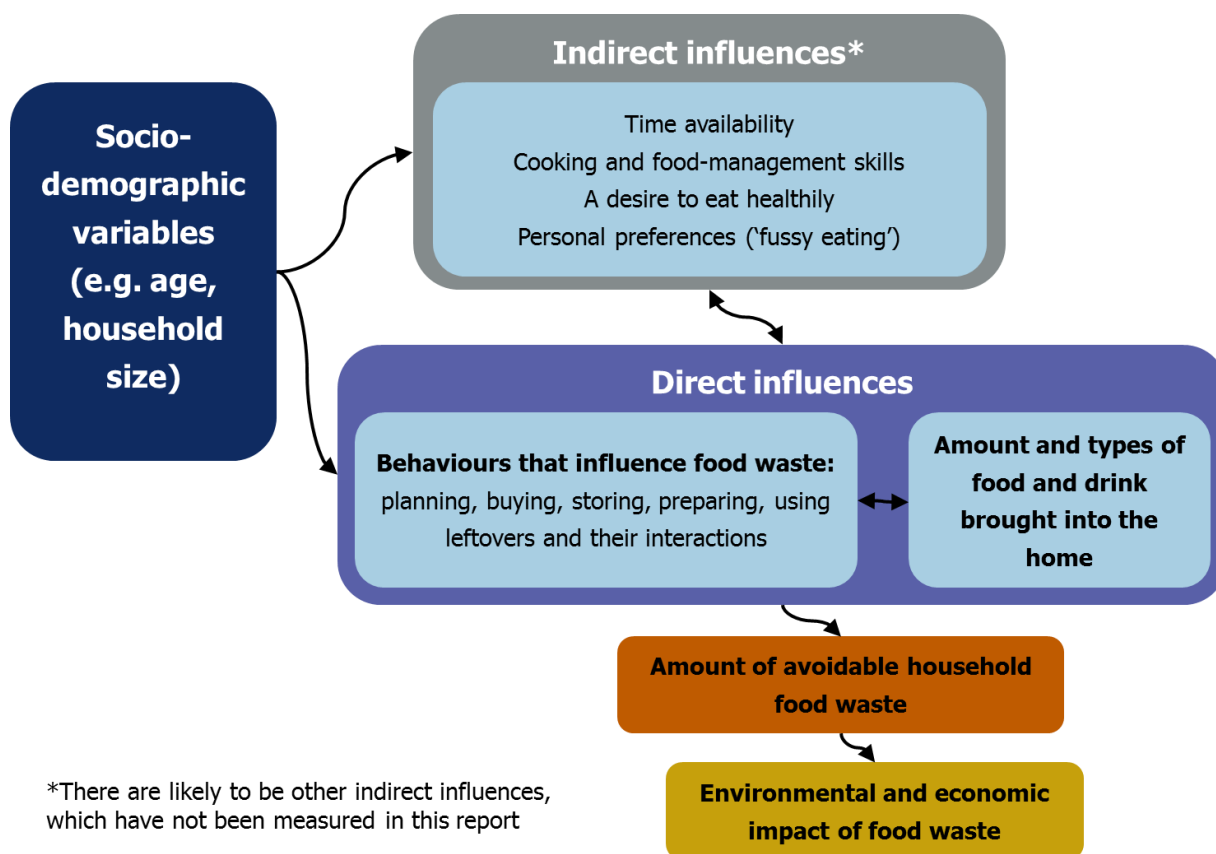 Socio-
demographic
variables
(e.g. age,
household
size)
Indirect influences*
Time availability
Cooking and food-management skills
A desire to eat healthily
Personal preferences (‘fussy eating’)
Direct influences
Behaviours that influence food waste:
planning, buying, storing, preparing, using
leftovers and their interactions
Amount and types of
food and drink
brought into the
home
Amount of avoidable household
food waste
Environmental and economic
impact of food waste
*There are likely to be other indirect influences,
which have not been measured in this report